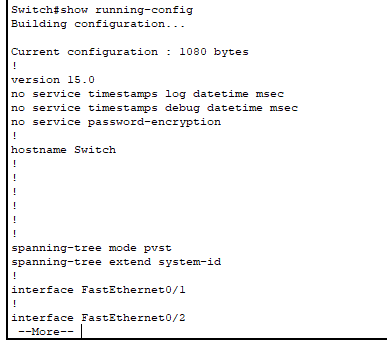 Switch#show running-config
Building configuration...
Current configuration : 1080 bytes
!
version 15.0
no service timestamps log datetime msec
no service timestamps debug datetime msec
no service password-encryption
!
hostname Switch
!
!
!
!
!
!
spanning-tree mode pvst
spanning-tree extend system-id
!
interface FastEthernet0/1
!
interface FastEthernet0/2
--More--